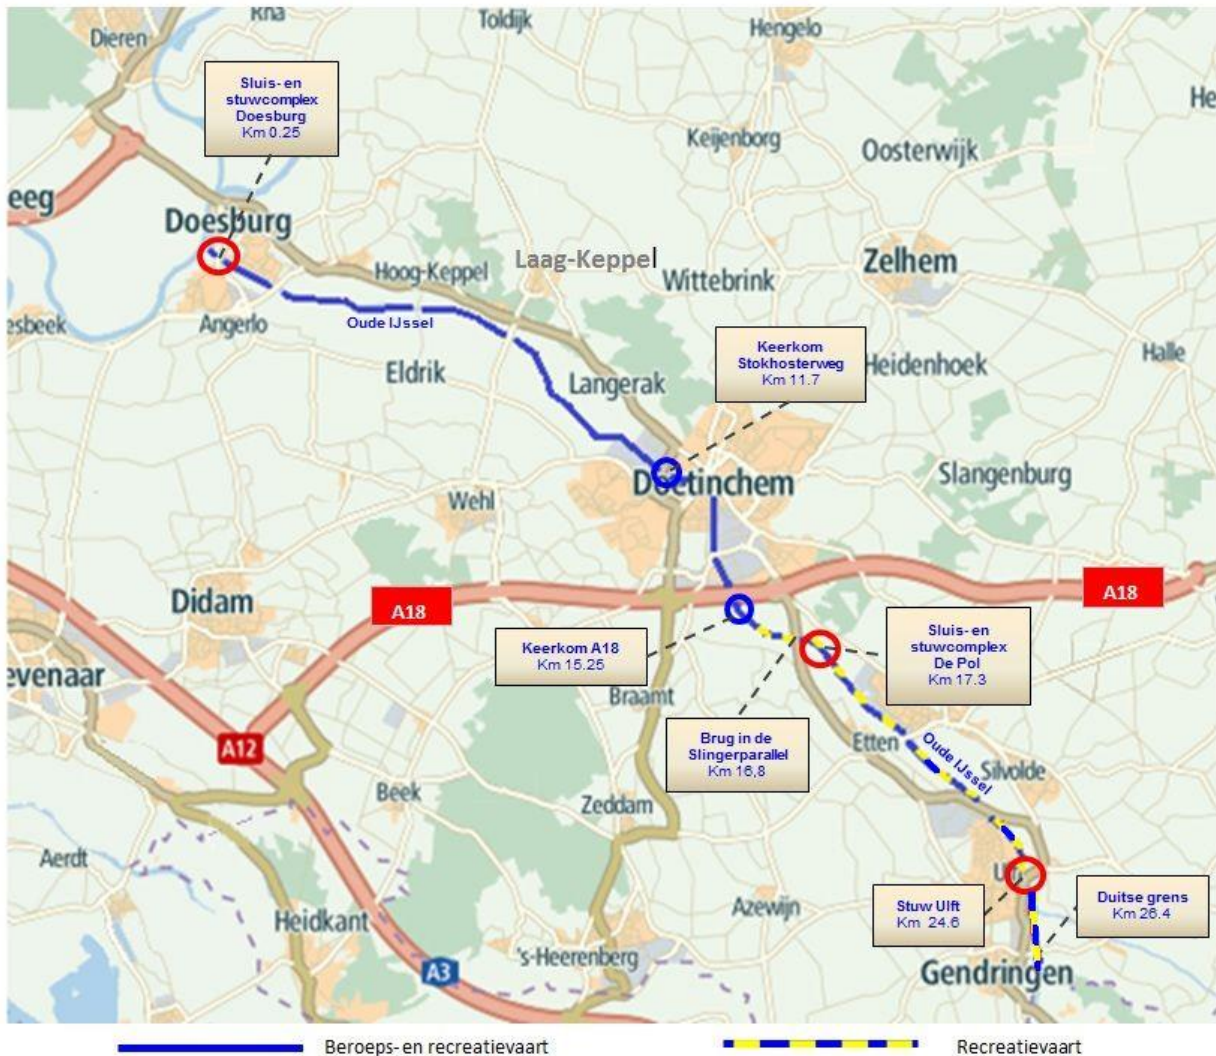 Rha
Toldijk
Hengelo
Dieren
He
Sluis- en
stuwcomplex
Doesburg
Km 0.25
Keijenborg
Oosterwijk
eeg
Doesburg
Hoog-Keppel
Laag-Keppel
Wittebrink
Zelhem
esbeek
Angerlo
Oude IJssel
Eldrik
Langerak
Keerkom
Stokhosterweg
Km 11.7
Heidenhoek
Halle
Wehl
Doetinchem
Slangenburg
Didam
A18
A18
Keerkom A18
Km 15.25
Sluis- en
stuwcomplex
De Pol
Km 17.3
evenaar
Braamt
A12
Brug in de
Slingerparallel
Km 16,8
Etten
Oude IJssel
Silvolde
Beek
Zeddam
Aerdt
Ulft
Heidkant
Azewijn
Stuw Ulft
Km 24.6
Duitse grens
Km 26.4
's-Heerenberg
A3
Gendringen
Beroeps- en recreatievaart
Recreatievaart